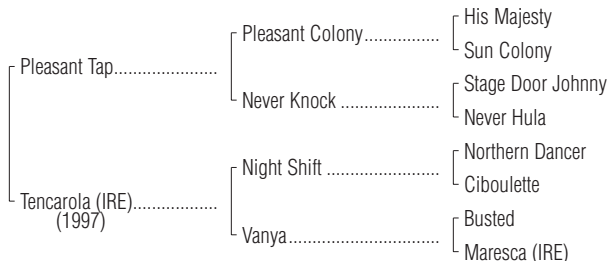 His Majesty
Pleasant Colony..................
Sun Colony
Pleasant Tap.......................
Stage Door Johnny
Never Knock ......................
Never Hula
Northern Dancer
Night Shift .........................
Ciboulette
Tencarola (IRE)...................
(1997)
Busted
Vanya..................................
Maresca (IRE)